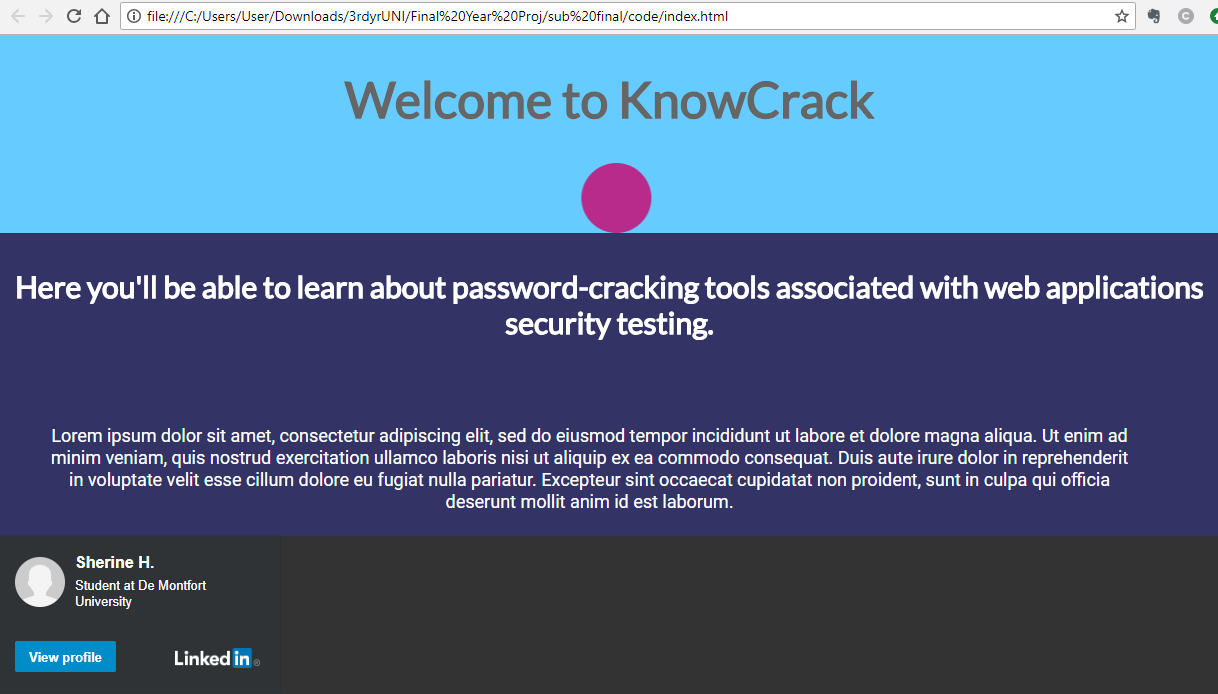 file:///C:/Users/User/Downloads/3rdyrUNI/Final%20Year%20Proj/sub%20final/code/index.html
Welcome to KnowCrack
Here you'll be able to learn about password-cracking tools associated with web applications
security testing.
Lorem ipsum dolor sit amet, consectetur adipiscing elit, sed do eiusmod tempor incididunt ut labore et dolore magna aliqua. Ut enim ad
minim veniam, quis nostrud exercitation ullamco laboris nisi ut aliquip ex ea commodo consequat. Duis aute irure dolor in reprehenderit
in voluptate velit esse cillum dolore eu fugiat nulla pariatur. Excepteur sint occaecat cupidatat non proident, sunt in culpa qui officia
deserunt mollit anim id est laborum.
Sherine H.
Student at De Montfort
University
View profile
Linked in ®